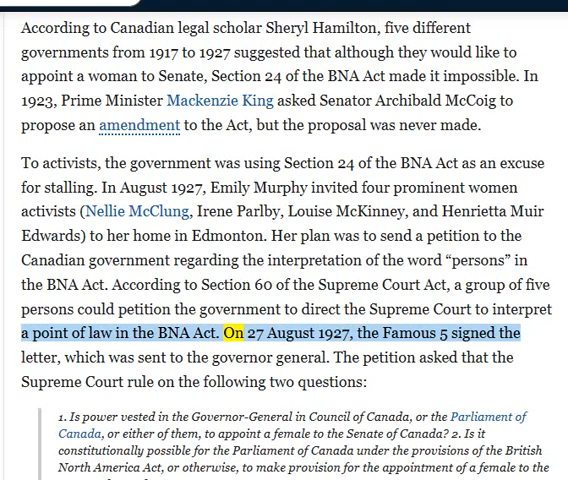 According to Canadian legal scholar Sheryl Hamilton, five different
governments from 1917 to 1927 suggested that although they would like to
appoint a woman to Senate, Section 24 of the BNA Act made it impossible. In
1923, Prime Minister Mackenzie King asked Senator Archibald McCoig to
propose an amendment to the Act, but the proposal was never made.
To activists, the government was using Section 24 of the BNA Act as an excuse
for stalling. In August 1927, Emily Murphy invited four prominent women
activists (Nellie McClung, Irene Parlby, Louise McKinney, and Henrietta Muir
Edwards) to her home in Edmonton. Her plan was to send a petition to the
Canadian government regarding the interpretation of the word “persons” in
the BNA Act. According to Section 60 of the Supreme Court Act, a group of five
persons could petition the government to direct the Supreme Court to interpret
a point of law in the BNA Act. On 27 August 1927, the Famous 5 signed the
letter, which was sent to the governor general. The petition asked that the
Supreme Court rule on the following two questions:
1. Is power vested in the Governor-General in Council of Canada, or the Parliament of
Canada, or either of them, to appoint a female to the Senate of Canada? 2. Is it
constitutionally possible for the Parliament of Canada under the provisions of the British
North America Act, or otherwise, to make provision for the appointment of a female to the